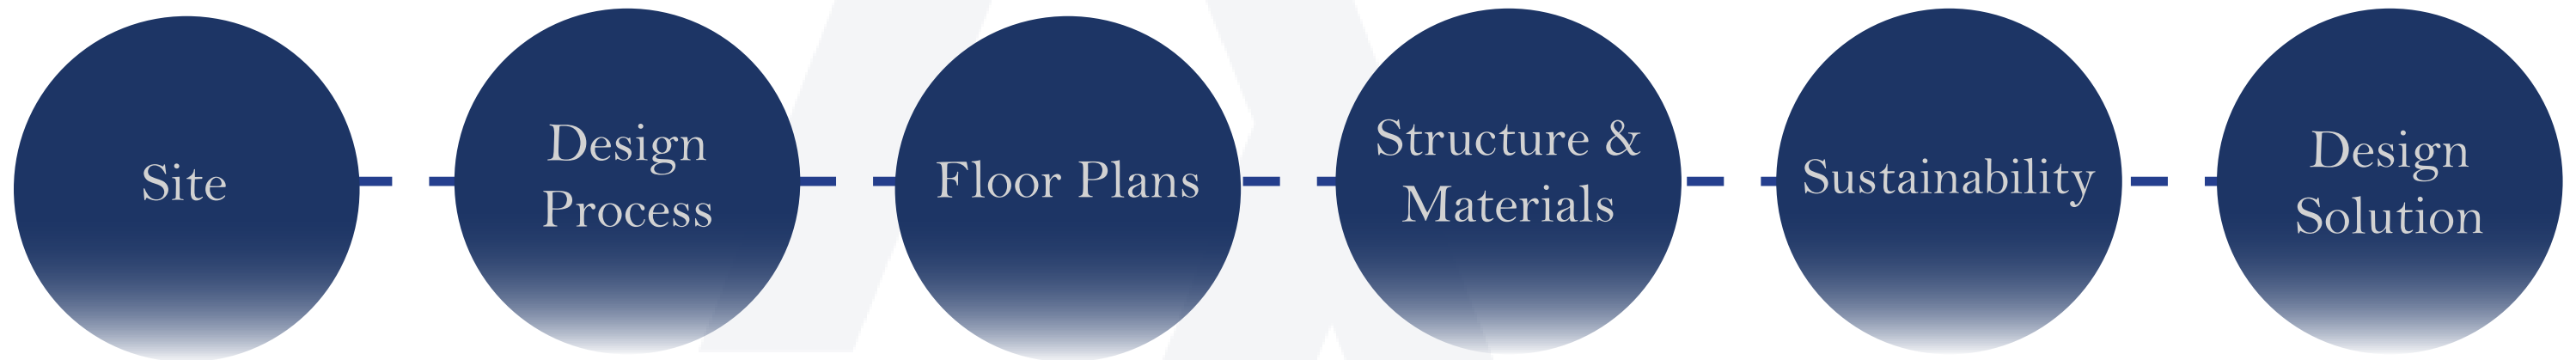 Site
Design
Process
Floor Plans
Structure &
Materials
Sustainability
Design
Solution